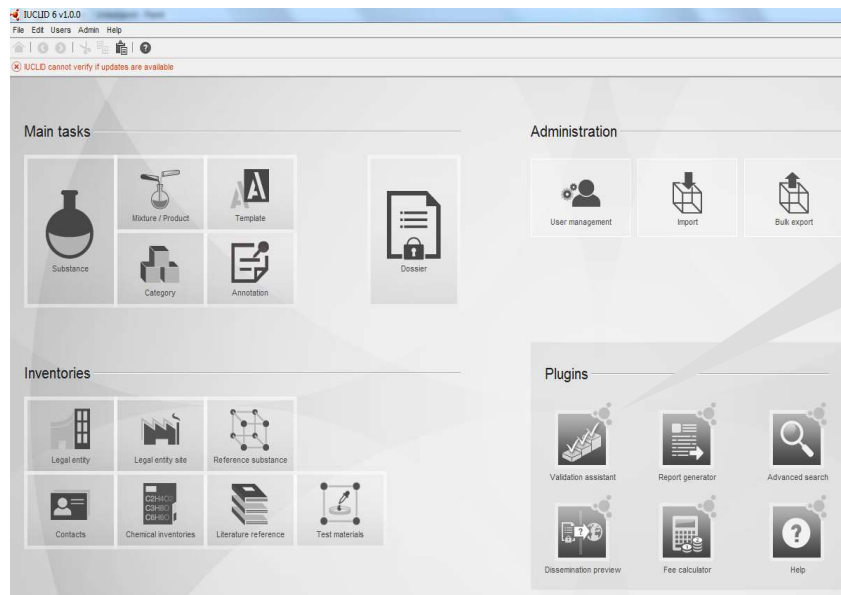 IUCLID 6 v1.0.0
File Edit Users Admin Help
IUCLID cannot verify if updates are available
Main tasks
Administration
Substance
Mixture / Product
Template
Category
Annotation
Dossier
User management
Import
Bulk export
Inventories
Plugins
Legal entity
Legal entity site
Reference substance
Contacts
C2H4O2
C3H8O
C6H8O
Chemical inventories
Literature reference
Test materials
Validation assistant
Report generator
Advanced search
Dissemination preview
Fee calculator
Help